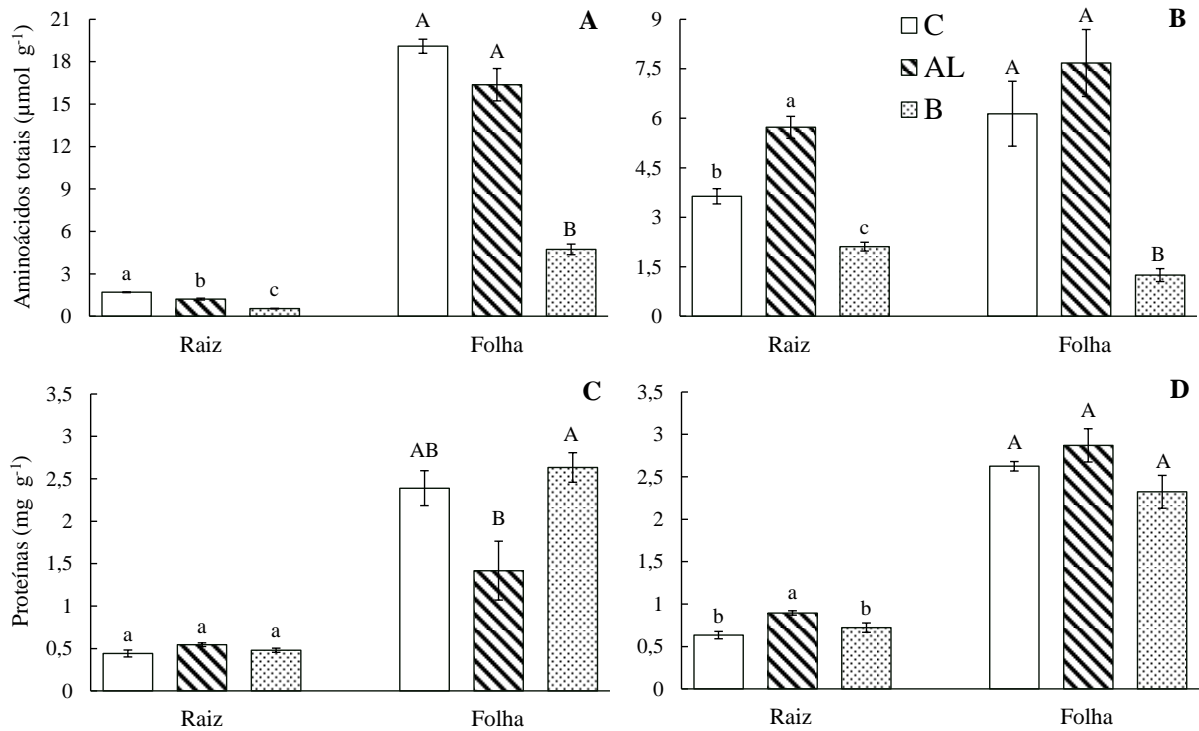 Aminoácidos totais (µmol g⁻¹)
21
18
15
12
9
6
3
0
A
a
b
c
A
A
B
Raiz
Folha
9
7,5
6
4,5
3
1,5
0
B
C
AL
B
b
a
c
A
A
B
Raiz
Folha
Proteínas (mg g⁻¹)
3,5
3
2,5
2
1,5
1
0,5
0
C
a
a
a
AB
B
A
Raiz
Folha
3,5
3
2,5
2
1,5
1
0,5
0
D
b
a
b
A
A
A
Raiz
Folha